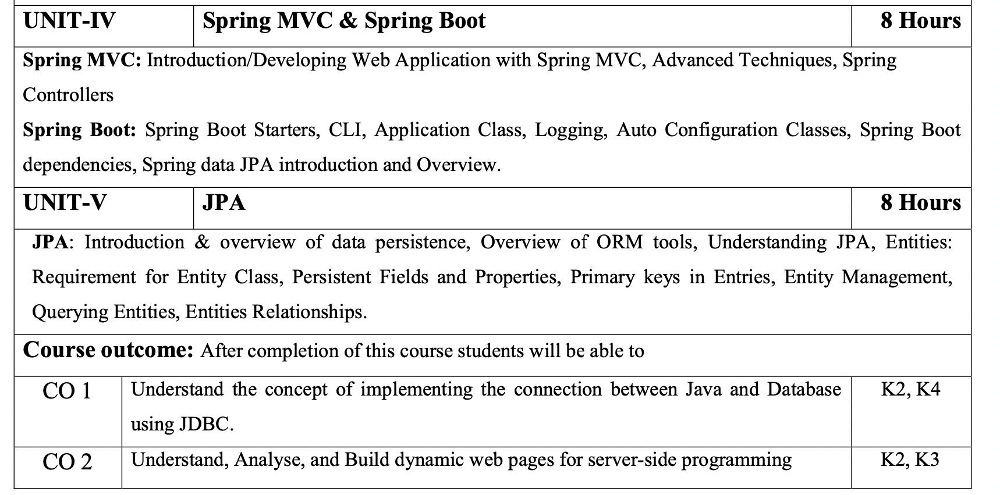 UNIT-IV Spring MVC & Spring Boot 8 Hours
Spring MVC: Introduction/Developing Web Application with Spring MVC, Advanced Techniques, Spring
Controllers
Spring Boot: Spring Boot Starters, CLI, Application Class, Logging, Auto Configuration Classes, Spring Boot
dependencies, Spring data JPA introduction and Overview.
UNIT-V JPA 8 Hours
JPA: Introduction & overview of data persistence, Overview of ORM tools, Understanding JPA, Entities:
Requirement for Entity Class, Persistent Fields and Properties, Primary keys in Entries, Entity Management,
Querying Entities, Entities Relationships.
Course outcome: After completion of this course students will be able to
CO 1 Understand the concept of implementing the connection between Java and Database K2, K4
using JDBC.
CO 2 Understand, Analyse, and Build dynamic web pages for server-side programming K2, K3